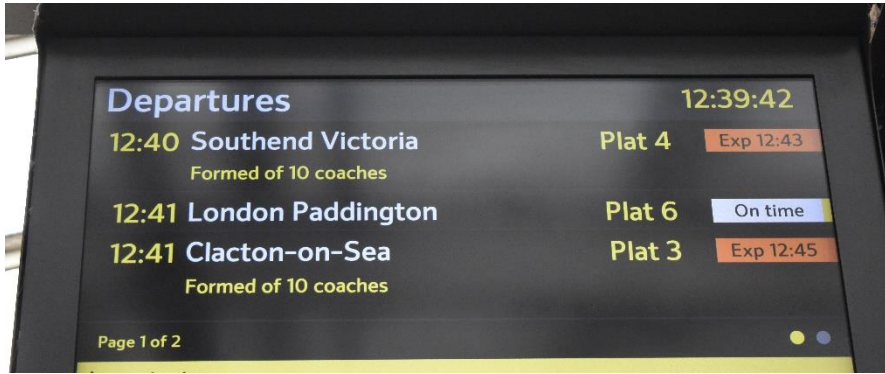 Departures 12:39:42
12:40 Southend Victoria Plat 4 Exp 12:43
Formed of 10 coaches
12:41 London Paddington Plat 6 On time
12:41 Clacton-on-Sea Plat 3 Exp 12:45
Formed of 10 coaches
Page 1 of 2